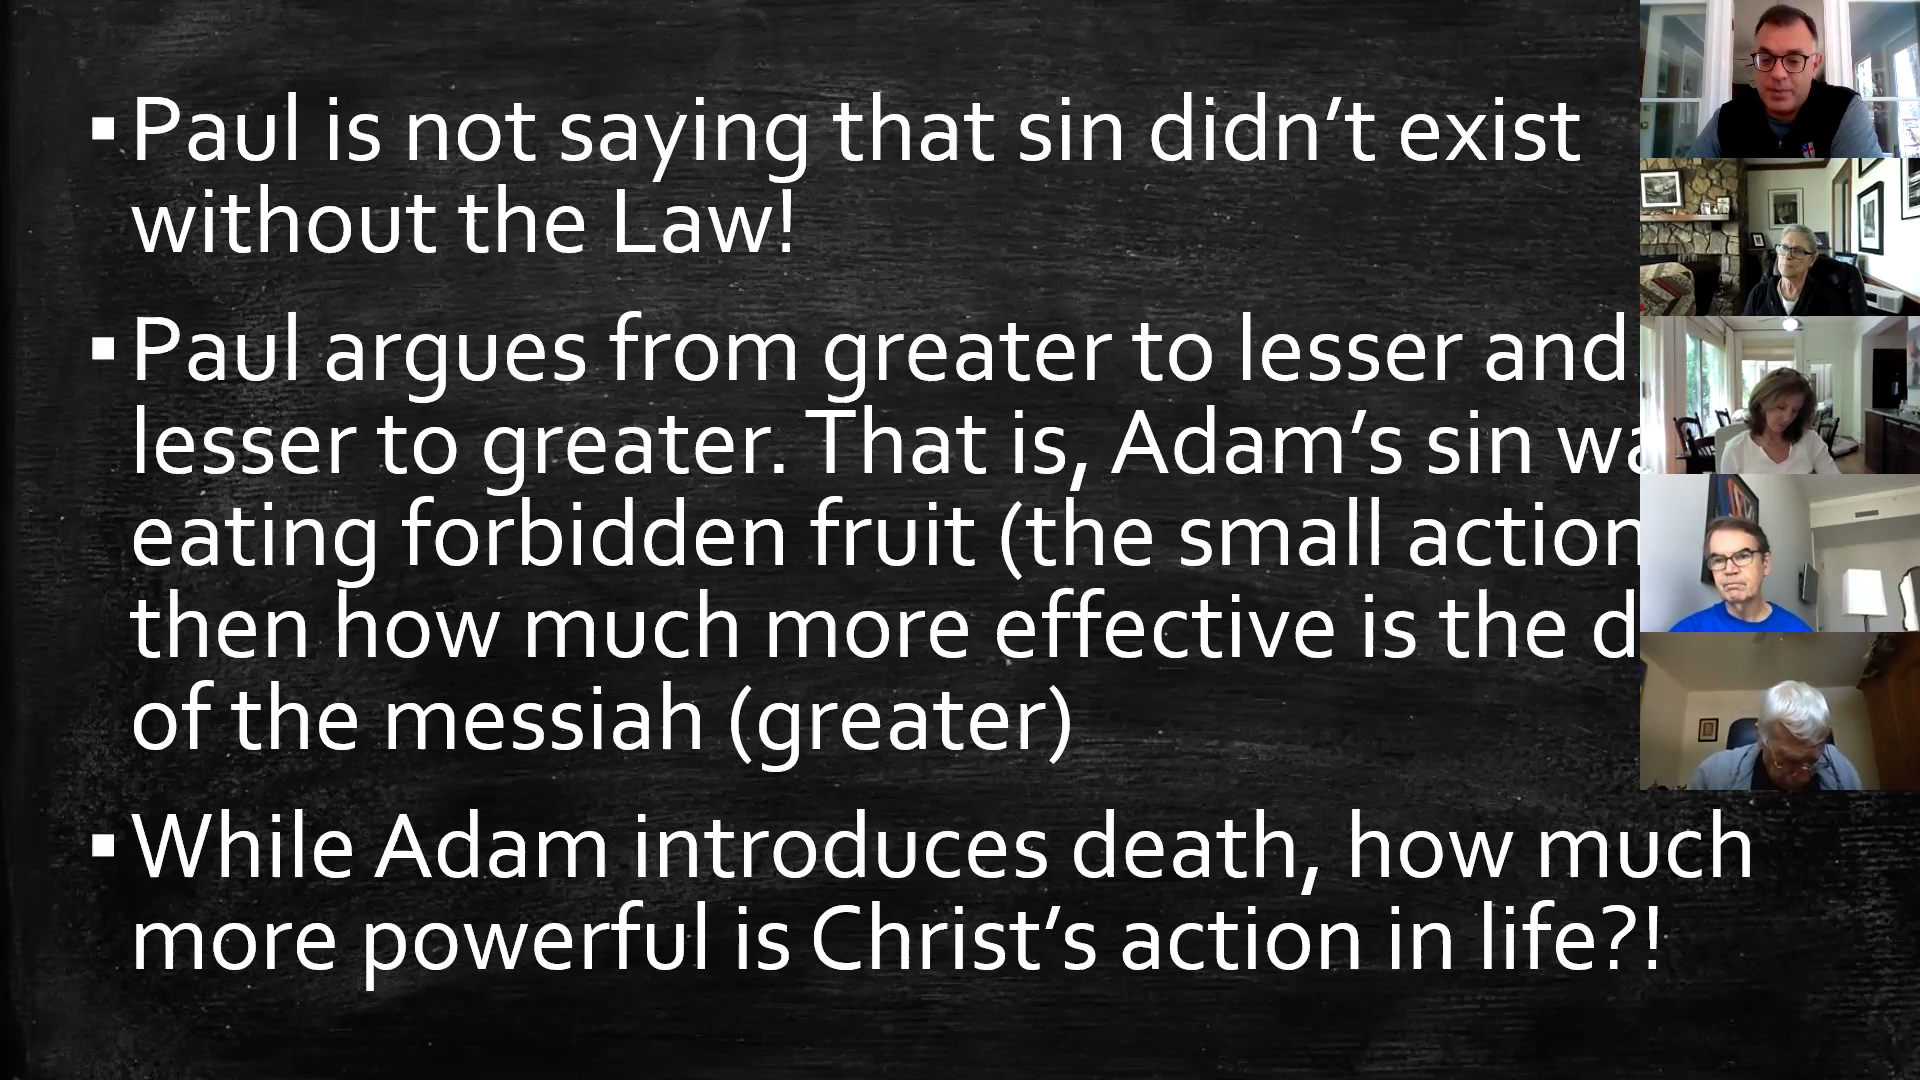 ▪Paul is not saying that sin didn’t exist
without the Law!
▪Paul argues from greater to lesser and
lesser to greater. That is, Adam’s sin
eating forbidden fruit (the small action
then how much more effective is the
of the messiah (greater)
▪While Adam introduces death, how much
more powerful is Christ’s action in life?!